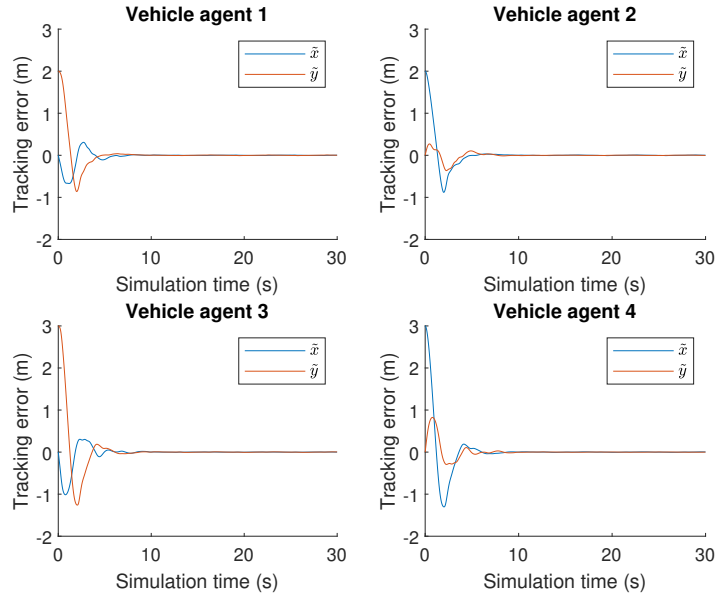 Vehicle agent 1
x̃
ỹ
Tracking error (m)
3
2
1
0
-1
-2
0
10
20
30
Simulation time (s)
Vehicle agent 2
x̃
ỹ
Tracking error (m)
3
2
1
0
-1
-2
0
10
20
30
Simulation time (s)
Vehicle agent 3
x̃
ỹ
Tracking error (m)
3
2
1
0
-1
-2
0
10
20
30
Simulation time (s)
Vehicle agent 4
x̃
ỹ
Tracking error (m)
3
2
1
0
-1
-2
0
10
20
30
Simulation time (s)